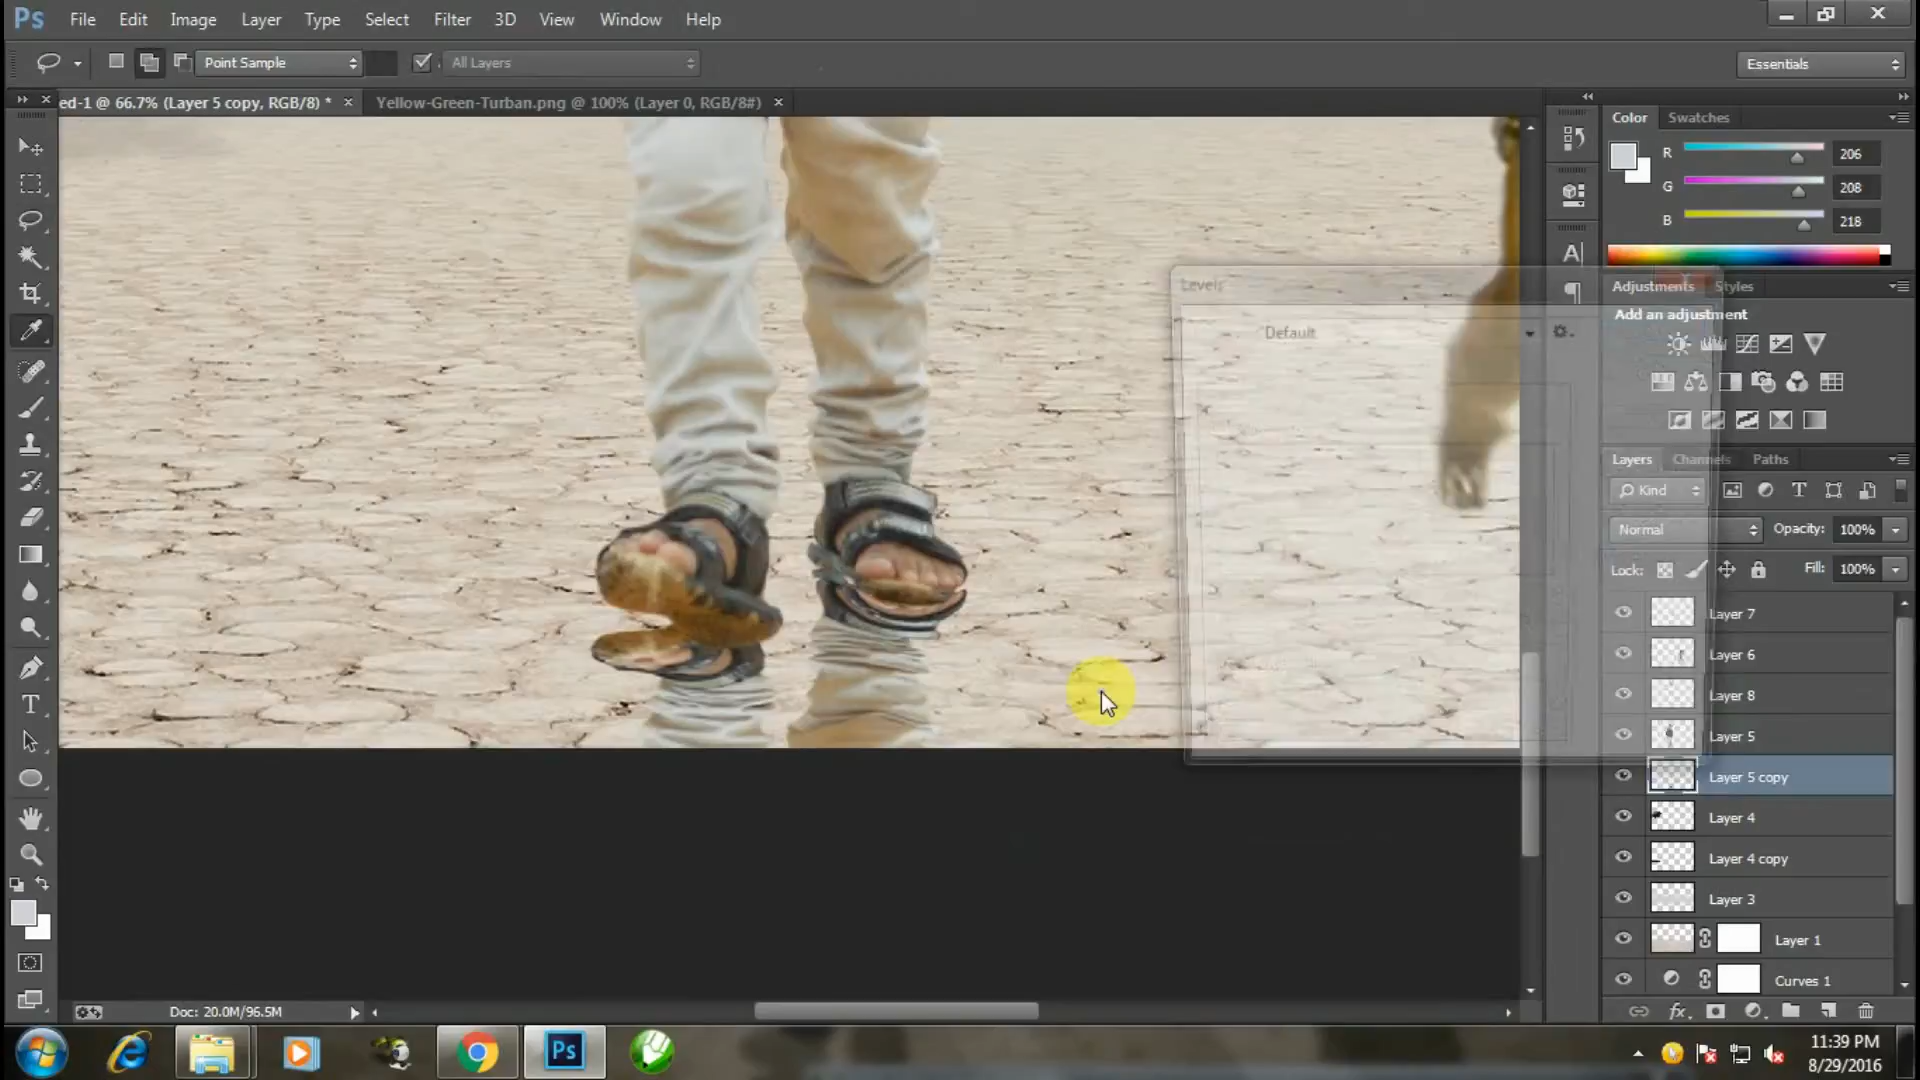 Ps File Edit Image Layer Type Select Filter 3D View Window Help
Point Sample All Layers Essentials
ed-1 @ 66.7% (Layer 5 copy, RGB/8) * × Yellow-Green-Turban.png @ 100% (Layer 0, RGB/8#) ×
Color Swatches
R 206
G 208
B 218
Levels
Default
Adjustments Styles
Add an adjustment
Layers Channels Paths
Kind
Normal Opacity: 100%
Lock: Fill: 100%
Layer 7
Layer 6
Layer 8
Layer 5
Layer 5 copy
Layer 4
Layer 4 copy
Layer 3
Layer 1
Curves 1
Doc: 20.0M/96.5M
Ps
11:39 PM
8/29/2016